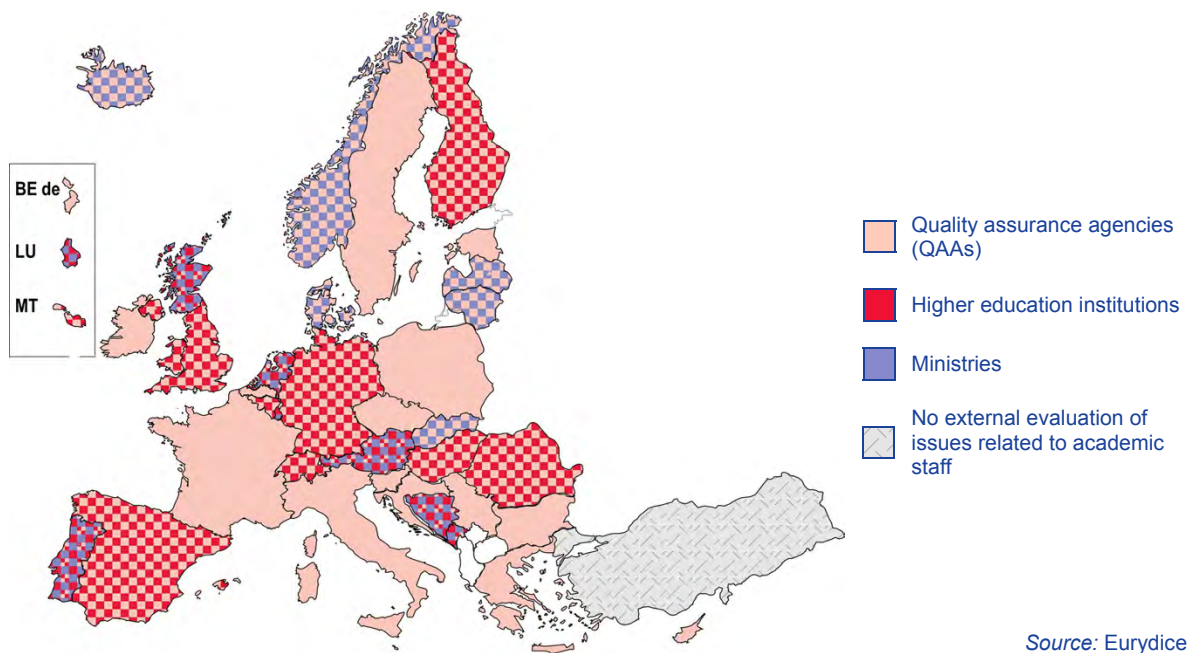 BE de
LU
MT
Quality assurance agencies
(QAAs)
Higher education institutions
Ministries
No external evaluation of
issues related to academic
staff
Source: Eurydice